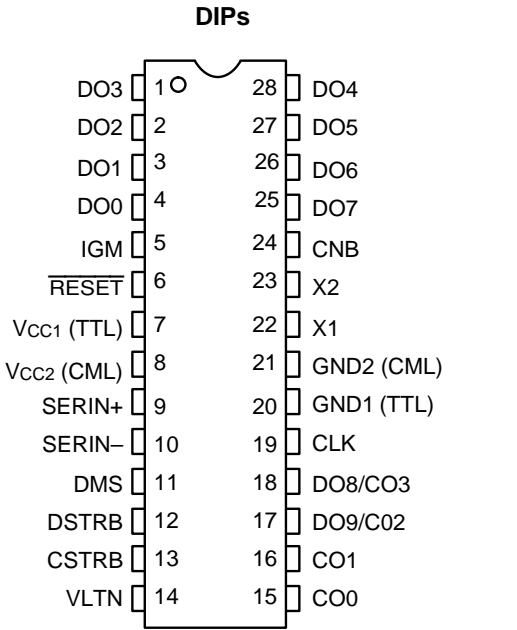 DIPs
DO3 1 28 DO4
DO2 2 27 DO5
DO1 3 26 DO6
DO0 4 25 DO7
IGM 5 24 CNB
RESET 6 23 X2
VCC1 (TTL) 7 22 X1
VCC2 (CML) 8 21 GND2 (CML)
SERIN+ 9 20 GND1 (TTL)
SERIN– 10 19 CLK
DMS 11 18 DO8/CO3
DSTRB 12 17 DO9/C02
CSTRB 13 16 CO1
VLTN 14 15 CO0